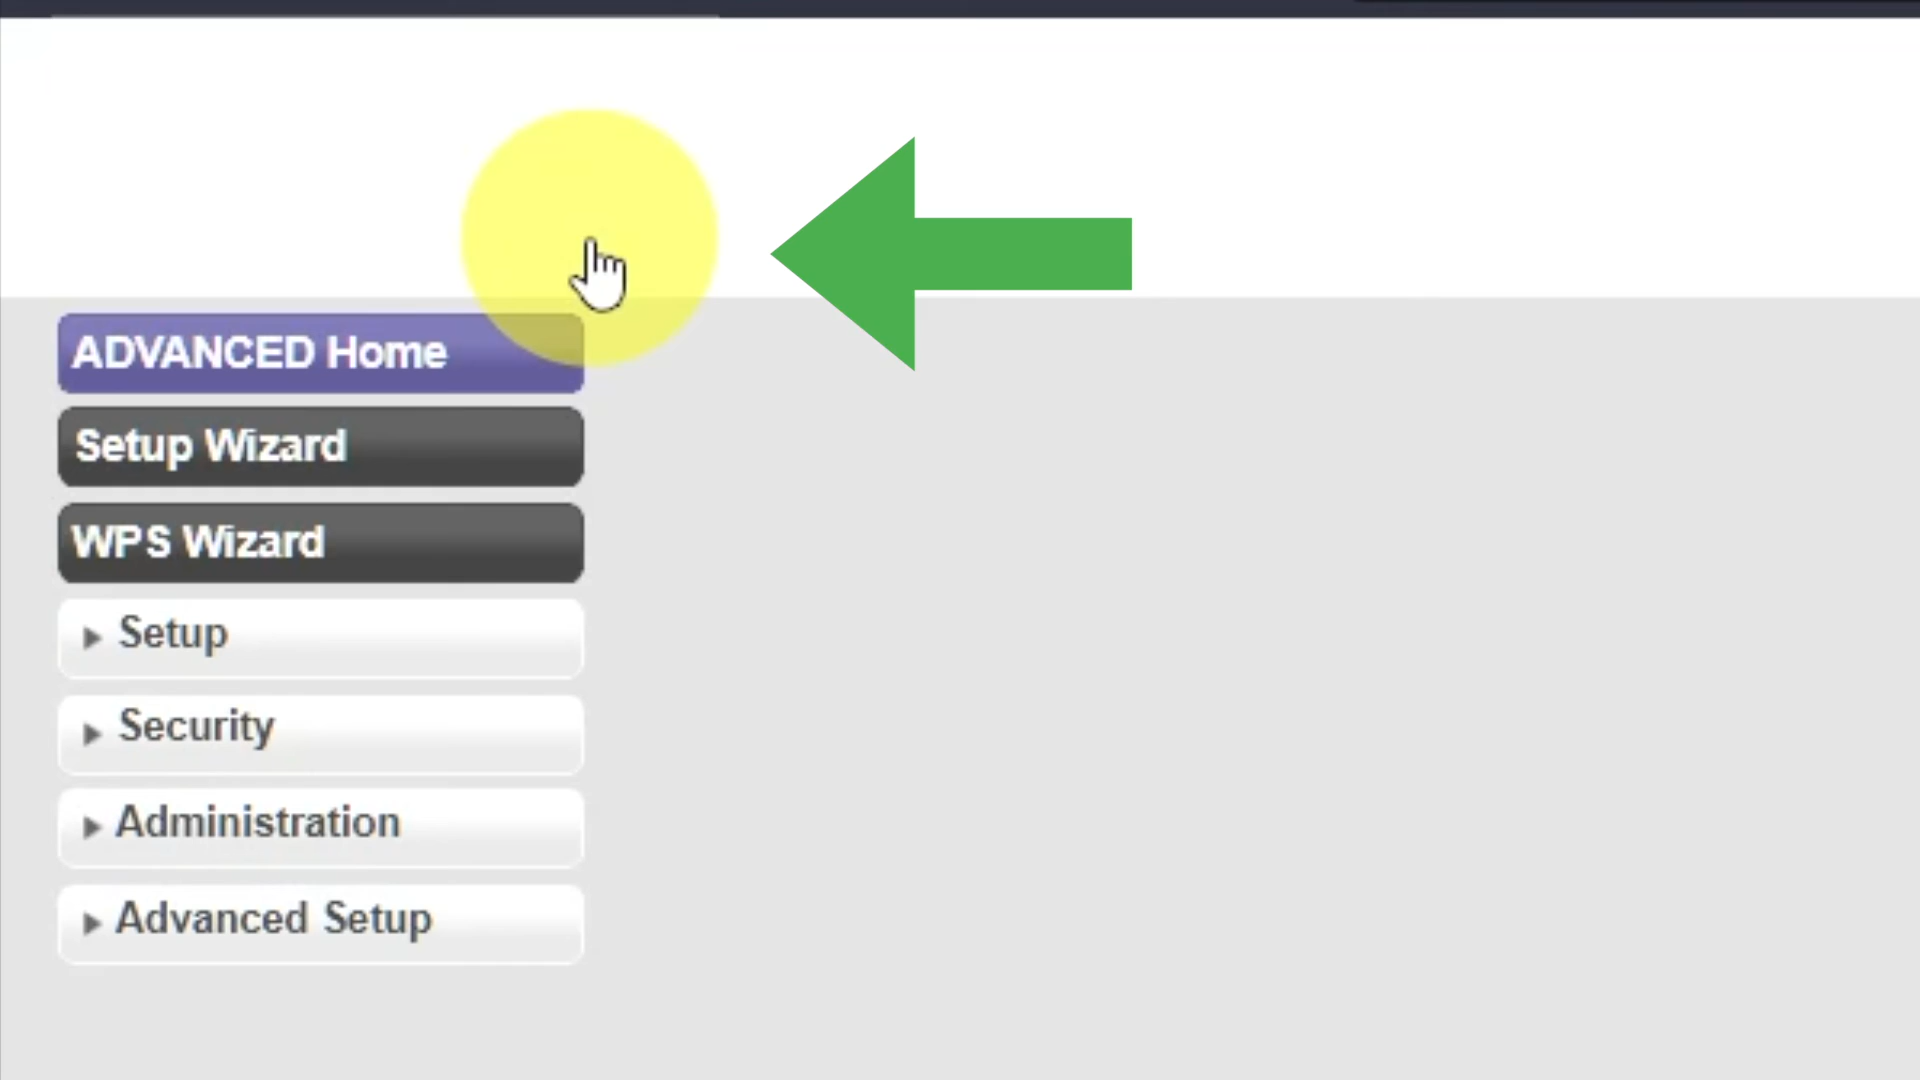 ADVANCED Home
Setup Wizard
WPS Wizard
Setup
Security
Administration
Advanced Setup